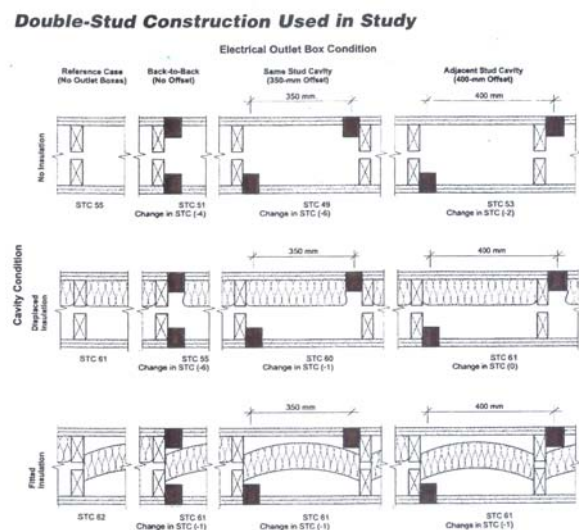 Double-Stud Construction Used in Study
Electrical Outlet Box Condition
Reference Case
(No Outlet Boxes)
Back-to-Back
(No Offset)
Same Stud Cavity
(350-mm Offset)
Adjacent Stud Cavity
(400-mm Offset)
Cavity Condition
No Insulation
350 mm
400 mm
STC 55
STC 51
Change in STC (-4)
STC 49
Change in STC (-6)
STC 53
Change in STC (-2)
Displaced
Insulation
350 mm
400 mm
STC 61
STC 55
Change in STC (-6)
STC 60
Change in STC (-1)
STC 61
Change in STC (0)
Fitted
Insulation
350 mm
400 mm
STC 62
STC 61
Change in STC (-1)
STC 61
Change in STC (-1)
STC 61
Change in STC (-1)